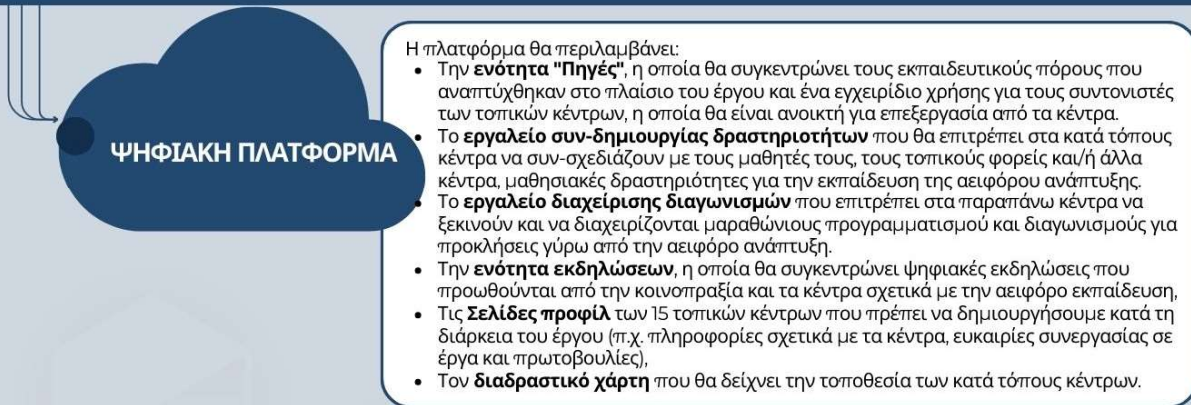 ΨΗΦΙΑΚΗ ΠΛΑΤΦΟΡΜΑ
Η πλατφόρμα θα περιλαμβάνει:
• Την ενότητα "Πηγές", η οποία θα συγκεντρώνει τους εκπαιδευτικούς πόρους που
αναπτύχθηκαν στο πλαίσιο του έργου και ένα εγχειρίδιο χρήσης για τους συντονιστές
των τοπικών κέντρων, η οποία θα είναι ανοικτή για επεξεργασία από τα κέντρα.
• Το εργαλείο συν-δημιουργίας δραστηριοτήτων που θα επιτρέπει στα κατά τόπους
κέντρα να συν-σχεδιάζουν με τους μαθητές τους, τους τοπικούς φορείς και/ή άλλα
κέντρα, μαθησιακές δραστηριότητες για την εκπαίδευση της αειφόρου ανάπτυξης.
• Το εργαλείο διαχείρισης διαγωνισμών που επιτρέπει στα παραπάνω κέντρα να
ξεκινούν και να διαχειρίζονται μαραθώνιους προγραμματισμού και διαγωνισμούς για
προκλήσεις γύρω από την αειφόρο ανάπτυξη.
• Την ενότητα εκδηλώσεων, η οποία θα συγκεντρώνει ψηφιακές εκδηλώσεις που
προωθούνται από την κοινοπραξία και τα κέντρα σχετικά με την αειφόρο εκπαίδευση,
• Τις Σελίδες προφίλ των 15 τοπικών κέντρων που πρέπει να δημιουργήσουμε κατά τη
διάρκεια του έργου (π.χ. πληροφορίες σχετικά με τα κέντρα, ευκαιρίες συνεργασίας σε
έργα και πρωτοβουλίες),
• Τον διαδραστικό χάρτη που θα δείχνει την τοποθεσία των κατά τόπους κέντρων.